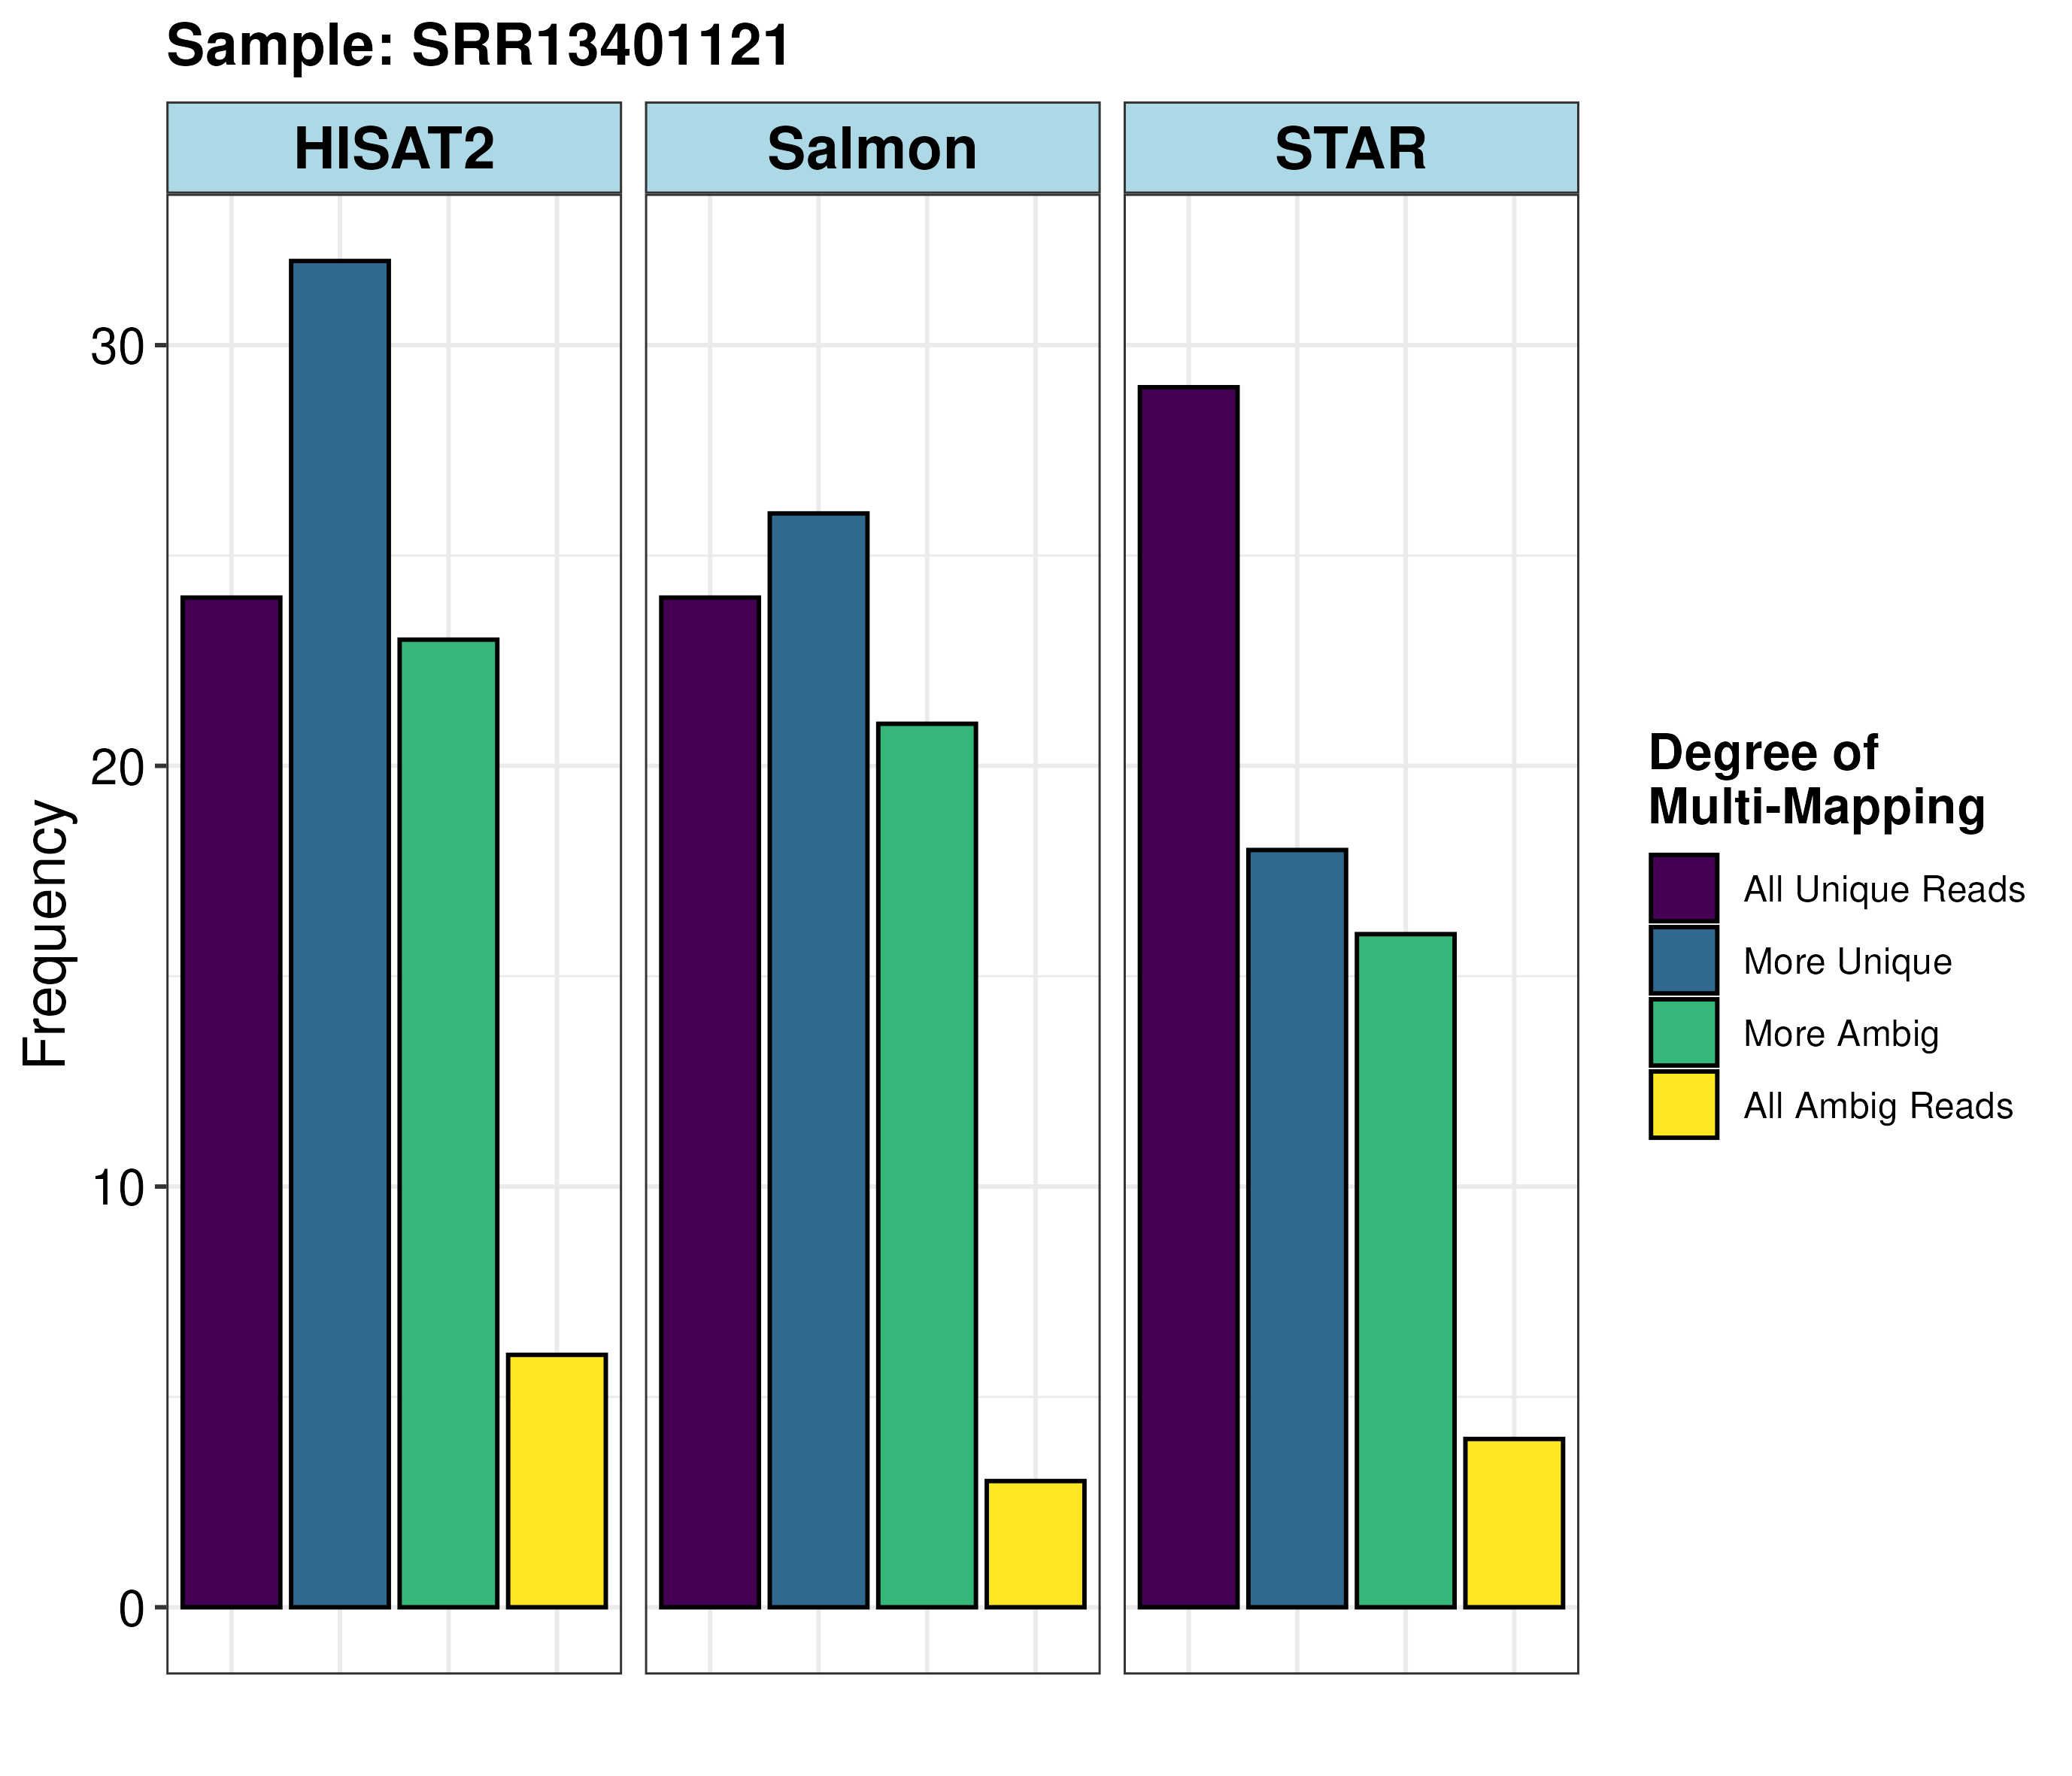 Sample: SRR13401121
HISAT2
Salmon
STAR
30
20
10
0
Frequency
Degree of
Multi-Mapping
All Unique Reads
More Unique
More Ambig
All Ambig Reads